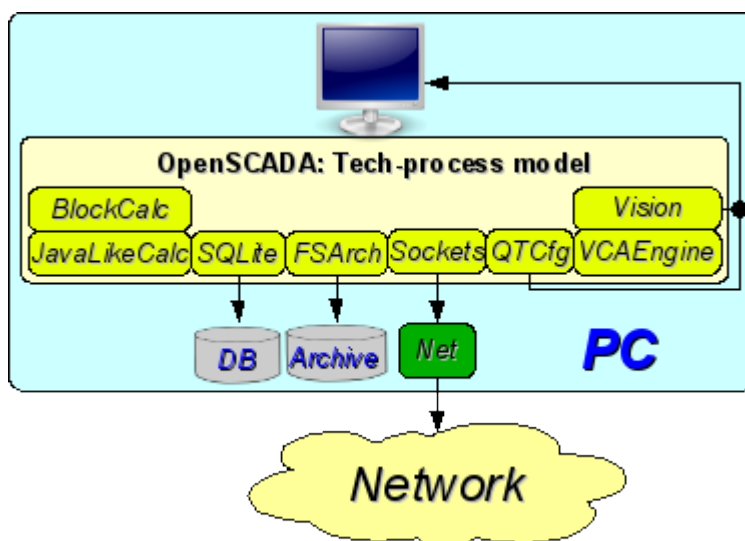 OpenSCADA: Tech-process model
BlockCalc
Vision
JavaLikeCalc SQLite FSArch Sockets QTCfg VCAEngine
DB Archive Net PC
Network